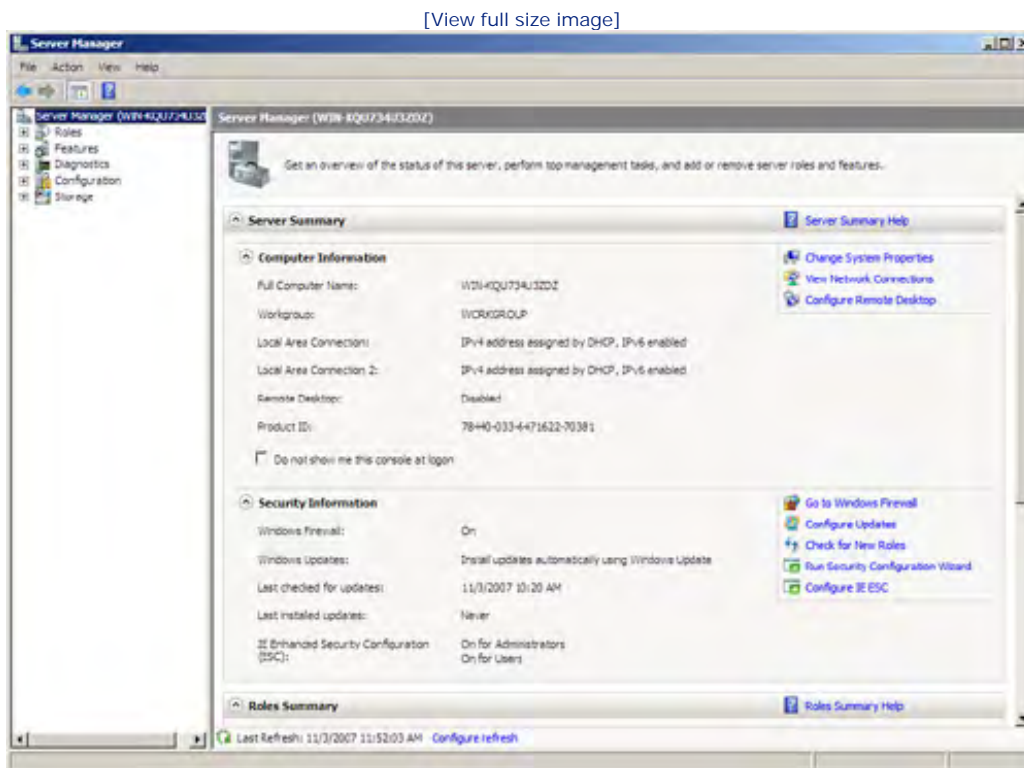 [View full size image]
Server Manager
File Action View Help
Server Manager (WIN-KQU734U3Z
Roles
Features
Diagnostics
Configuration
Storage
Server Manager (WIN-KQU734U3ZDZ)
Get an overview of the status of this server, perform top management tasks, and add or remove server roles and features.
Server Summary
Server Summary Help
Computer Information
Change System Properties
View Network Connections
Configure Remote Desktop
Full Computer Name: WIN-KQU734U3ZDZ
Workgroup: WORKGROUP
Local Area Connection: IPv4 address assigned by DHCP, IPv6 enabled
Local Area Connection 2: IPv4 address assigned by DHCP, IPv6 enabled
Remote Desktop: Disabled
Product ID: 78440-033-6471622-70381
Do not show me this console at logon
Security Information
Go to Windows Firewall
Configure Updates
Check for New Roles
Run Security Configuration Wizard
Configure IE ESC
Windows Firewall: On
Windows Updates: Install updates automatically using Windows Update
Last checked for updates: 11/3/2007 10:20 AM
Last installed updates: Never
IE Enhanced Security Configuration (ESC): On for Administrators
On for Users
Roles Summary
Roles Summary Help
Last Refresh: 11/3/2007 11:52:03 AM Configure refresh